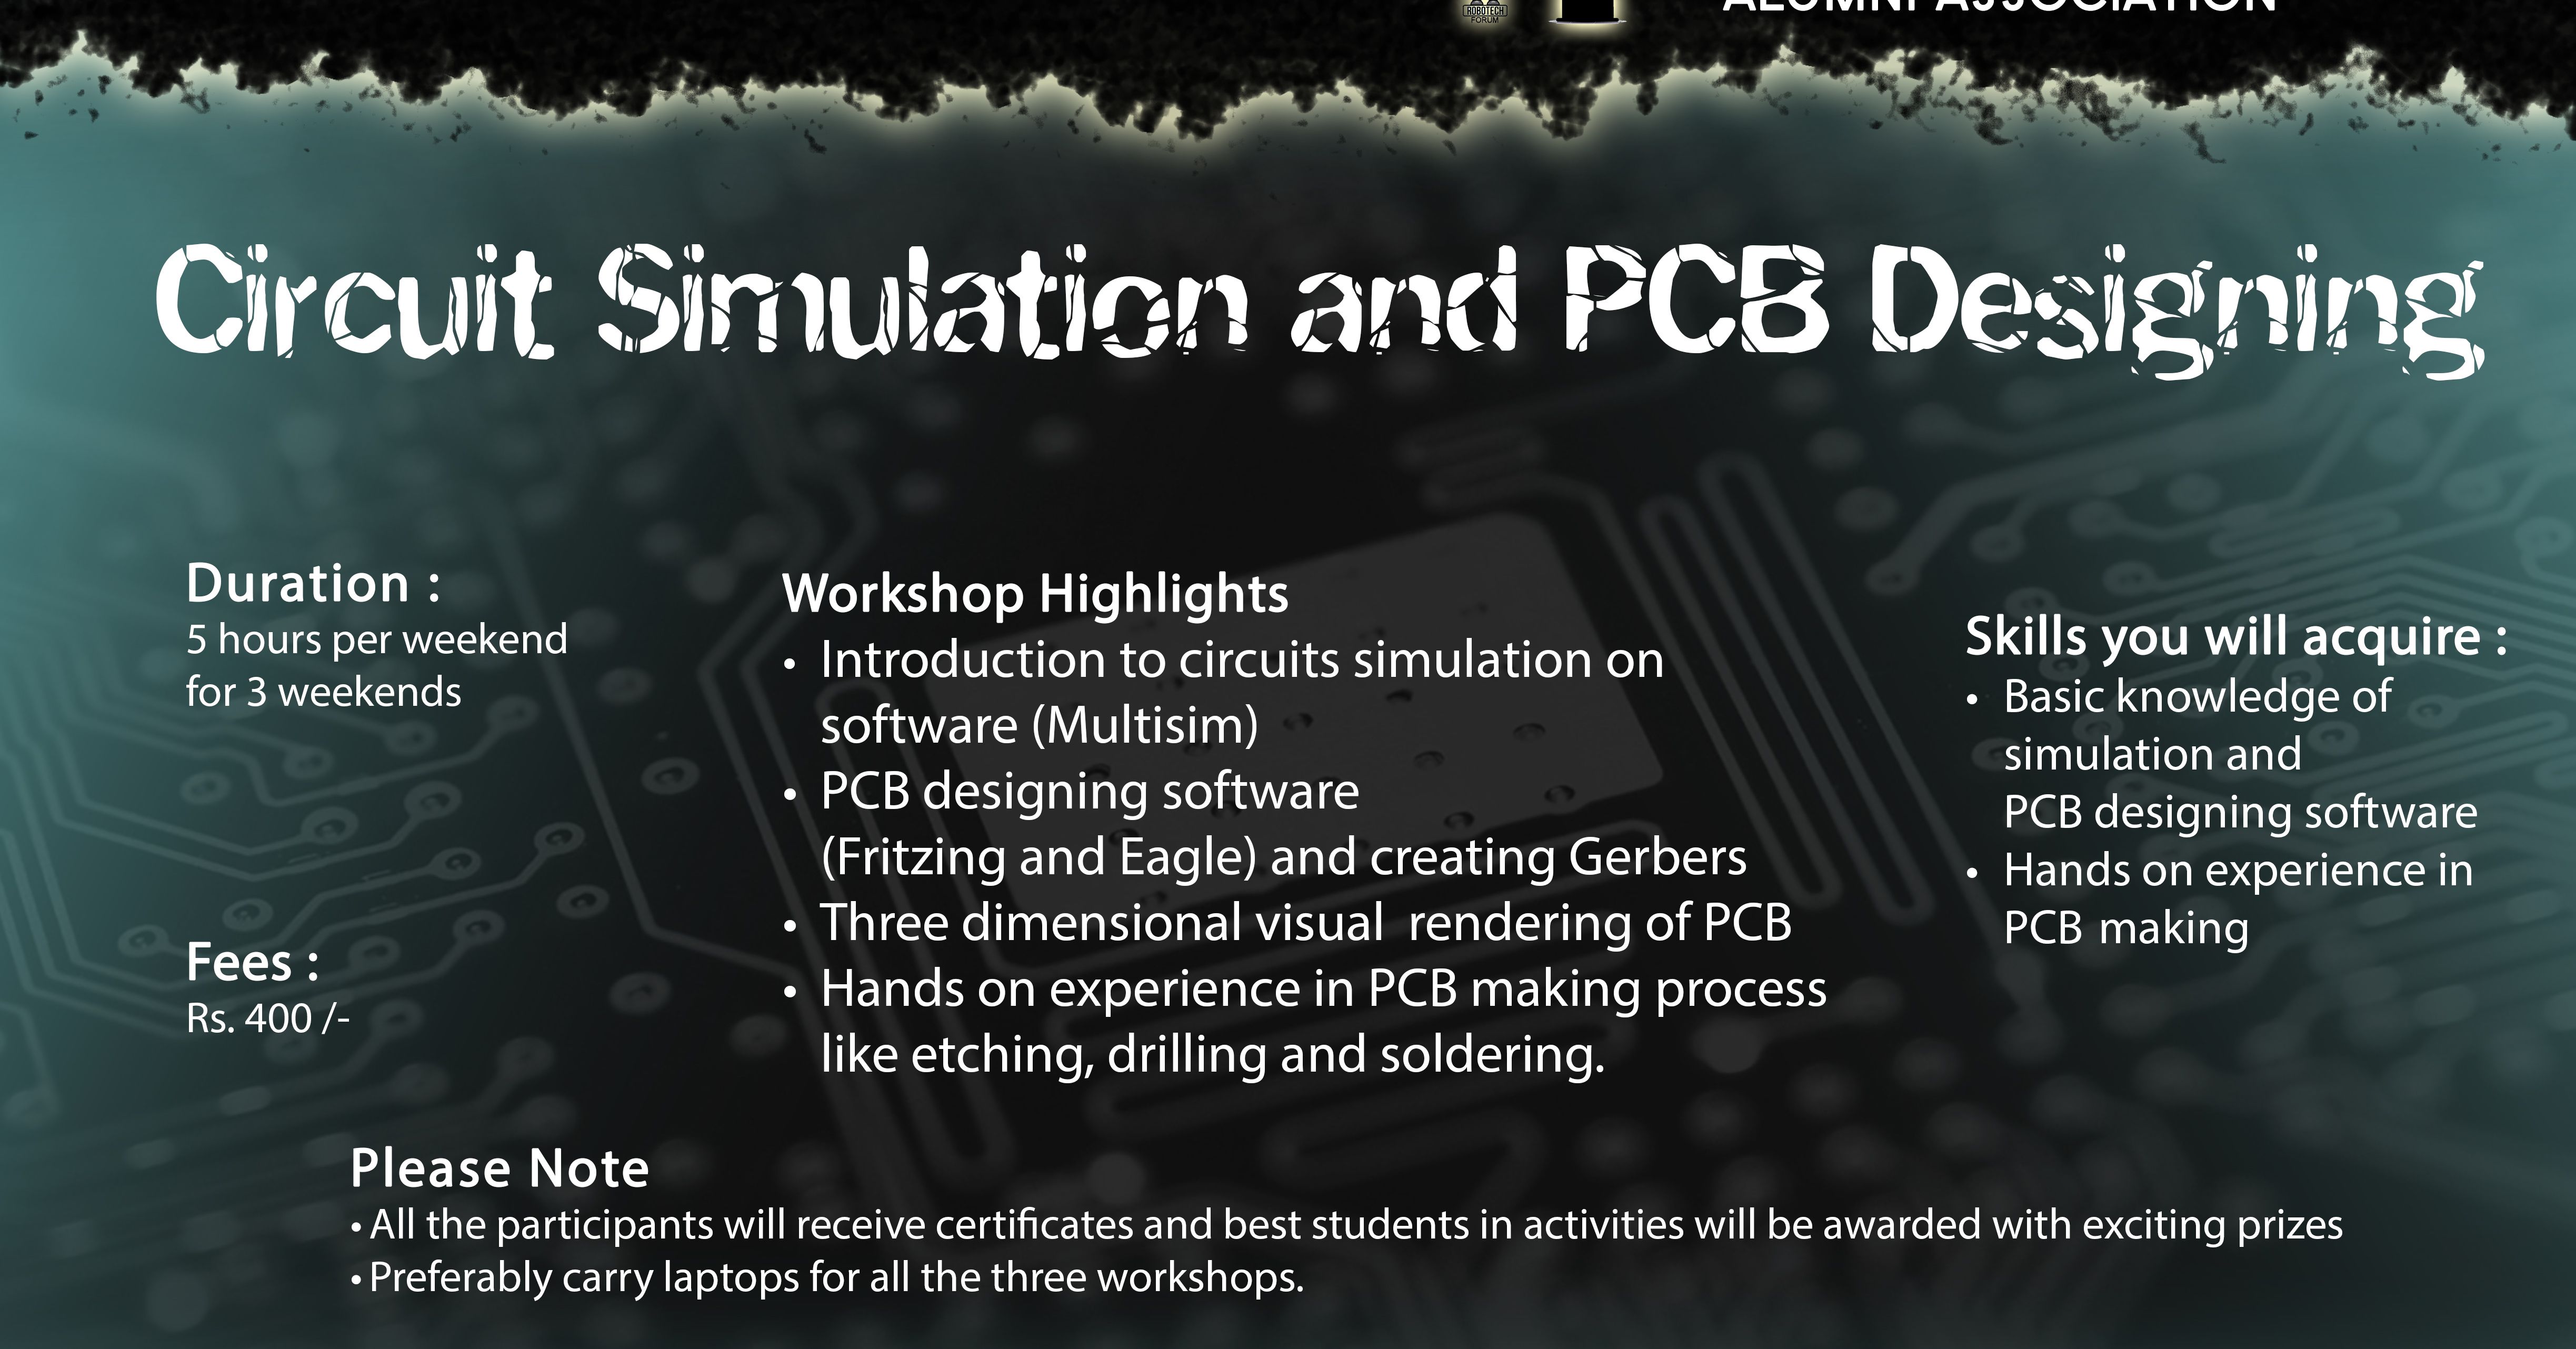 ROBOTECH
FORUM
ALUMNI ASSOCIATION
Circuit Simulation and PCB Designing
Duration :
5 hours per weekend
for 3 weekends
Fees :
Rs. 400 /-
Workshop Highlights
• Introduction to circuits simulation on
software (Multisim)
• PCB designing software
(Fritzing and Eagle) and creating Gerbers
• Three dimensional visual rendering of PCB
• Hands on experience in PCB making process
like etching, drilling and soldering.
Skills you will acquire :
• Basic knowledge of
simulation and
PCB designing software
• Hands on experience in
PCB making
Please Note
• All the participants will receive certificates and best students in activities will be awarded with exciting prizes
• Preferably carry laptops for all the three workshops.